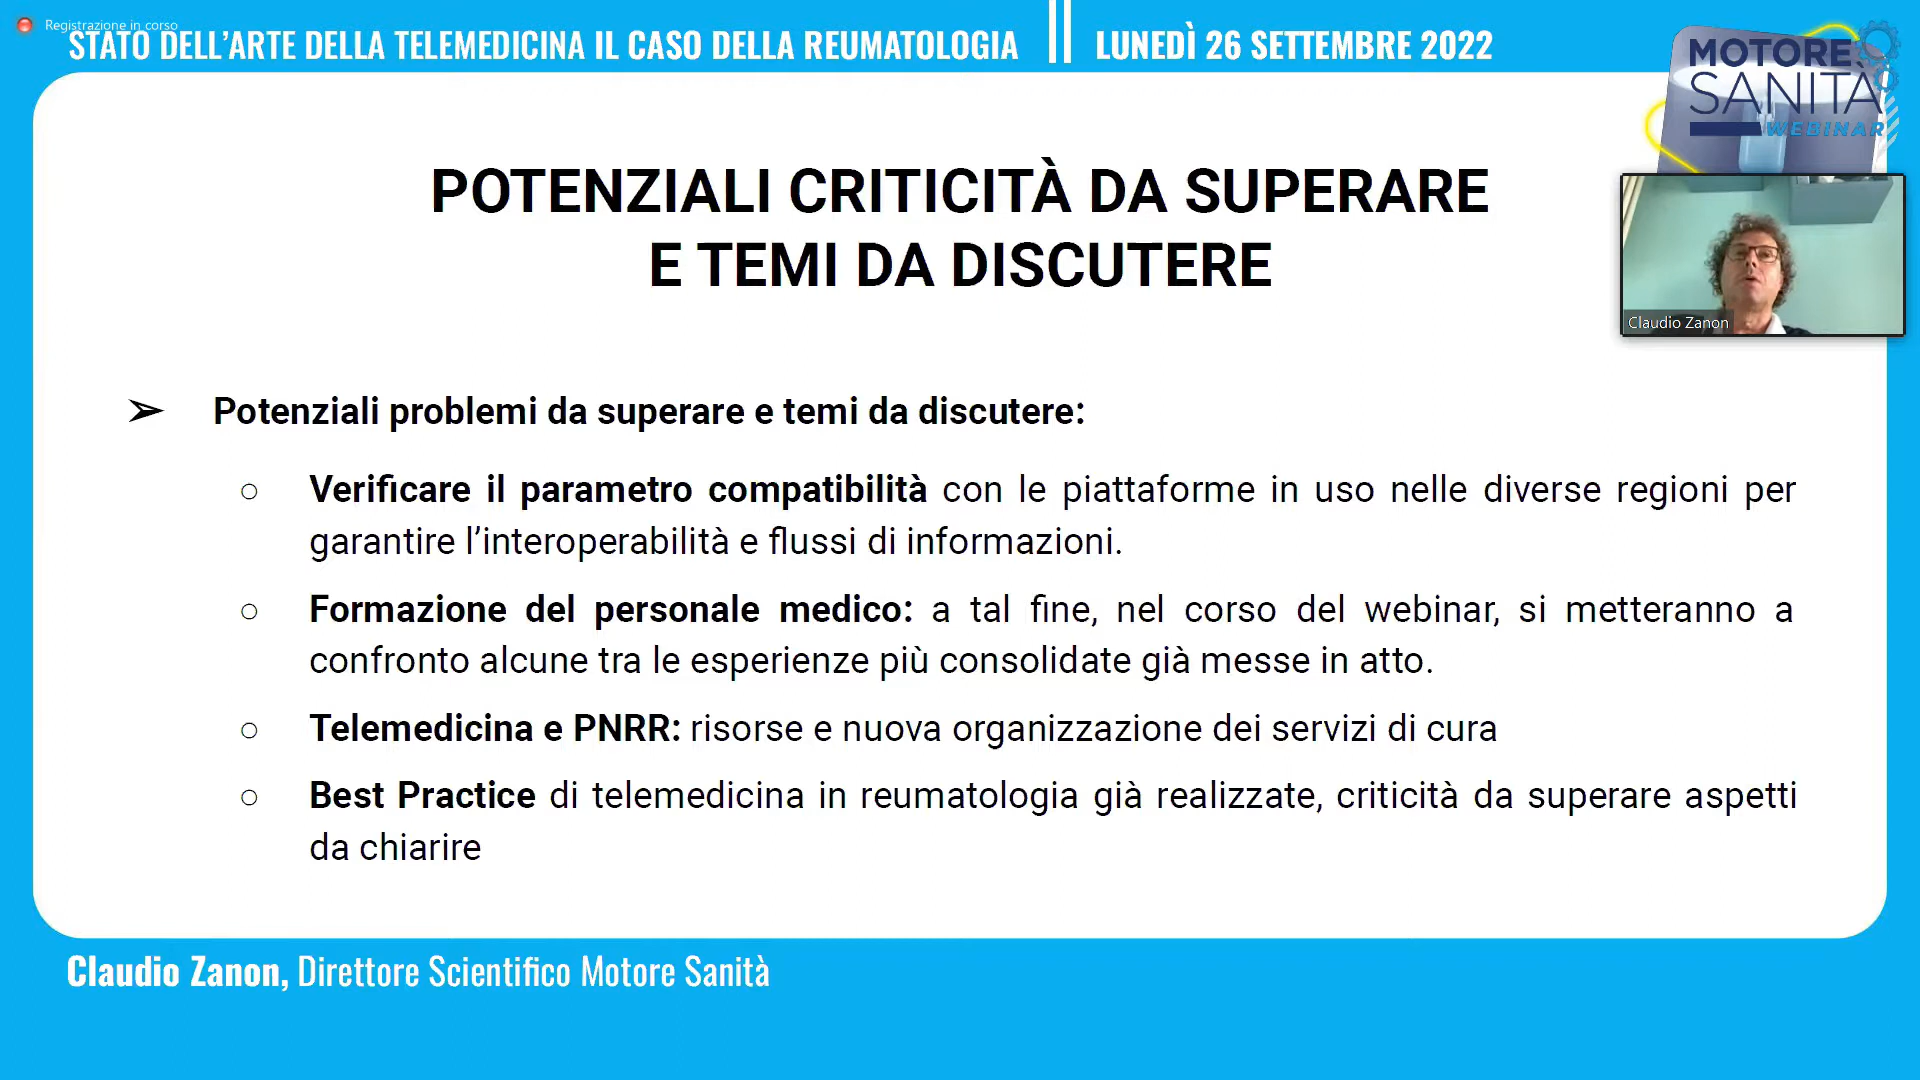 Registrazione in corso
STATO DELL’ARTE DELLA TELEMEDICINA IL CASO DELLA REUMATOLOGIA
LUNEDÌ 26 SETTEMBRE 2022
MOTORE
SANITÀ
WEBINAR
POTENZIALI CRITICITÀ DA SUPERARE
E TEMI DA DISCUTERE
Claudio Zanon
➢ Potenziali problemi da superare e temi da discutere:
○ Verificare il parametro compatibilità con le piattaforme in uso nelle diverse regioni per
garantire l’interoperabilità e flussi di informazioni.
○ Formazione del personale medico: a tal fine, nel corso del webinar, si metteranno a
confronto alcune tra le esperienze più consolidate già messe in atto.
○ Telemedicina e PNRR: risorse e nuova organizzazione dei servizi di cura
○ Best Practice di telemedicina in reumatologia già realizzate, criticità da superare aspetti
da chiarire
Claudio Zanon, Direttore Scientifico Motore Sanità